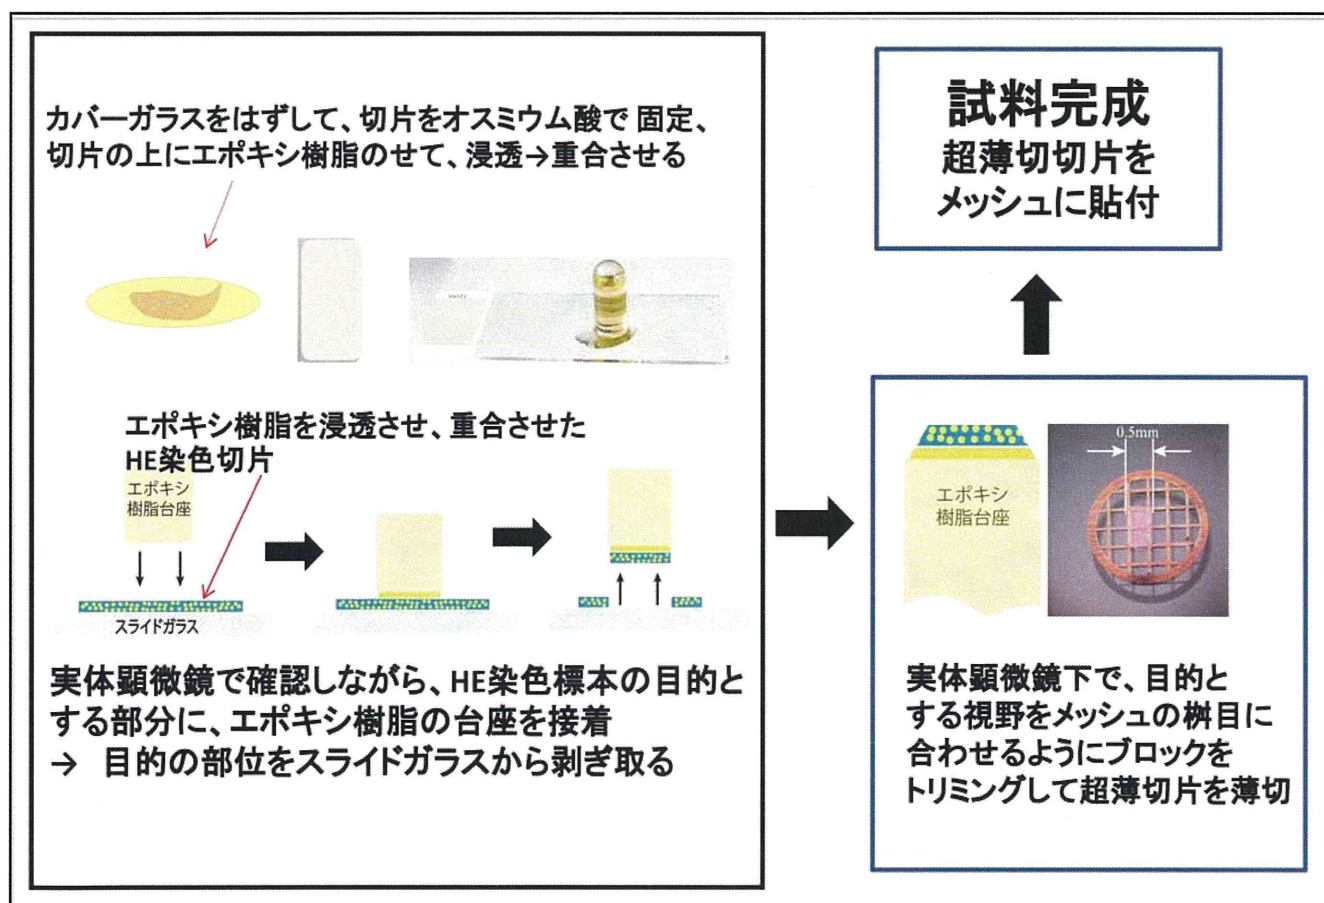 カバーガラスをはずして、切片をオスミウム酸で 固定、
切片の上にエポキシ樹脂のせて、浸透→重合させる
エポキシ樹脂を浸透させ、重合させた
HE染色切片
エポキシ
樹脂台座
スライドガラス
実体顕微鏡で確認しながら、HE染色標本の目的と
する部分に、エポキシ樹脂の台座を接着
→ 目的の部位をスライドガラスから剥ぎ取る
試料完成
超薄切切片を
メッシュに貼付
エポキシ
樹脂台座
0.5mm
実体顕微鏡下で、目的と
する視野をメッシュの桝目に
合わせるようにブロックを
トリミングして超薄切片を薄切